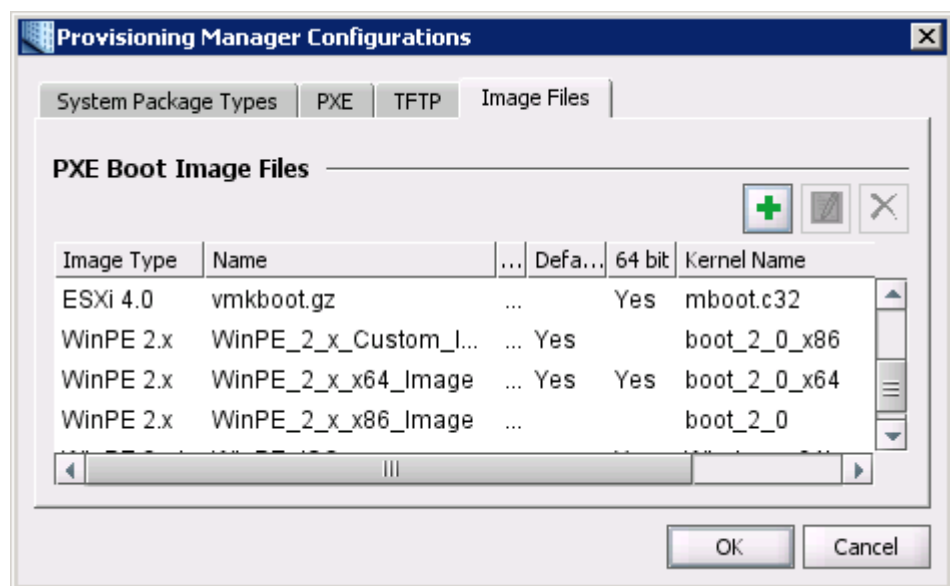 Provisioning Manager Configurations
System Package Types PXE TFTP Image Files
PXE Boot Image Files
Image Type Name ... Defa... 64 bit Kernel Name
ESXi 4.0 vmkboot.gz ... Yes mboot.c32
WinPE 2.x WinPE_2_x_Custom_I... ... Yes boot_2_0_x86
WinPE 2.x WinPE_2_x_x64_Image ... Yes Yes boot_2_0_x64
WinPE 2.x WinPE_2_x_x86_Image ... boot_2_0
OK Cancel